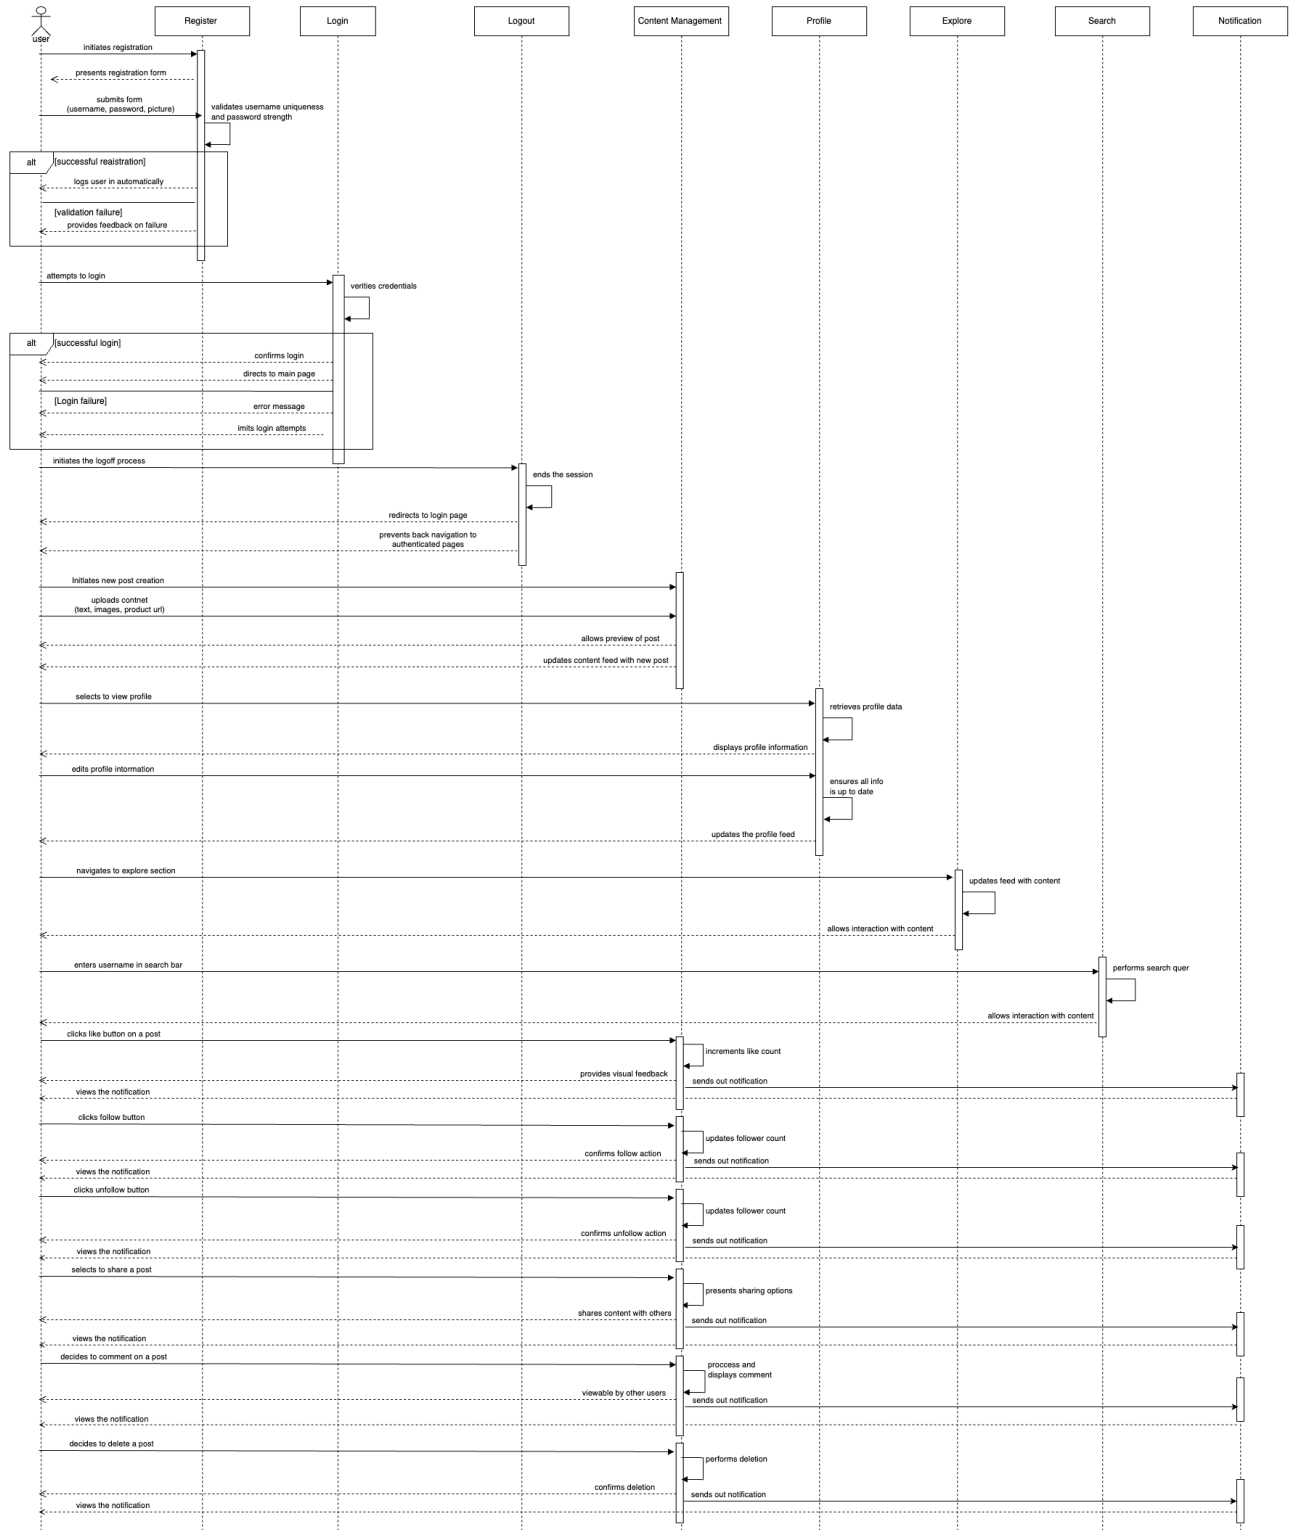 Register
Login
Logout
Content Management
Profile
Explore
Search
Notification
user
initiates registration
presents registration form
submits form
(username, password, picture)
validates username uniqueness
and password strength
alt
[successful reaistration]
logs user in automatically
[validation failure]
provides feedback on failure
attempts to login
verities credentials
alt
[successful login]
confirms login
directs to main page
[Login failure]
error message
imits login attempts
initiates the logoff process
ends the session
redirects to login page
prevents back navigation to
authenticated pages
Initlates new post creation
uploads contnet
(text, images, product url)
allows preview of post
updates content feed with new post
selects to view profile
retrieves profile data
displays profile information
edits profile intormation
ensures all info
is up to date
updates the profile feed
navigates to explore section
updates feed with content
allows interaction with content
enters username in search bar
performs search quer
allows interaction with content
clicks like button on a post
increments like count
provides visual feedback
sends out notification
views the notification
clicks follow button
updates follower count
confirms follow action
sends out notification
views the notification
clicks unfollow button
updates follower count
confirms unfollow action
sends out notification
views the notification
selects to share a post
presents sharing options
shares content with others
sends out notification
views the notification
decides to comment on a post
proccess and
displays comment
viewable by other users
sends out notification
views the notification
decides to delete a post
performs deletion
confirms deletion
sends out notification
views the notification